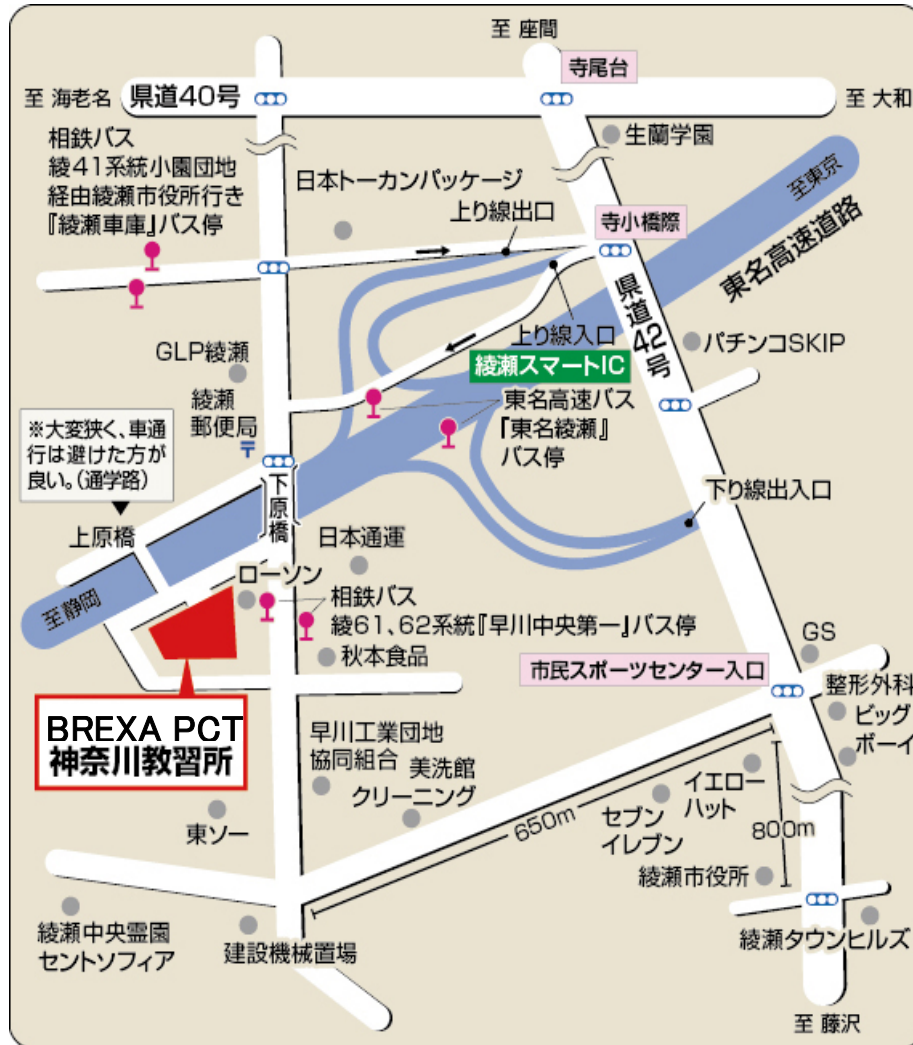 至 座間
寺尾台
至 海老名
県道40号
至 大和
相鉄バス
綾41系統小園団地
経由綾瀬市役所行き
『綾瀬車庫』バス停
生蘭学園
日本トーカンパッケージ
上り線出口
至東京
寺小橋際
東名高速道路
県道42号
上り線入口
綾瀬スマートIC
パチンコSKIP
GLP綾瀬
綾瀬
郵便局
東名高速バス
『東名綾瀬』
バス停
※大変狭く、車通
行は避けた方が
良い。(通学路)
上原橋
下原橋
下り線出入口
日本通運
至静岡
ローソン
相鉄バス
綾61、62系統『早川中央第一』バス停
秋本食品
GS
市民スポーツセンター入口
整形外科
ビッグ
ボーイ
BREXA PCT
神奈川教習所
早川工業団地
協同組合
美洗館
クリーニング
イエロー
ハット
セブン
イレブン
650m
800m
東ソー
綾瀬市役所
綾瀬中央霊園
セントソフィア
建設機械置場
綾瀬タウンヒルズ
至 藤沢